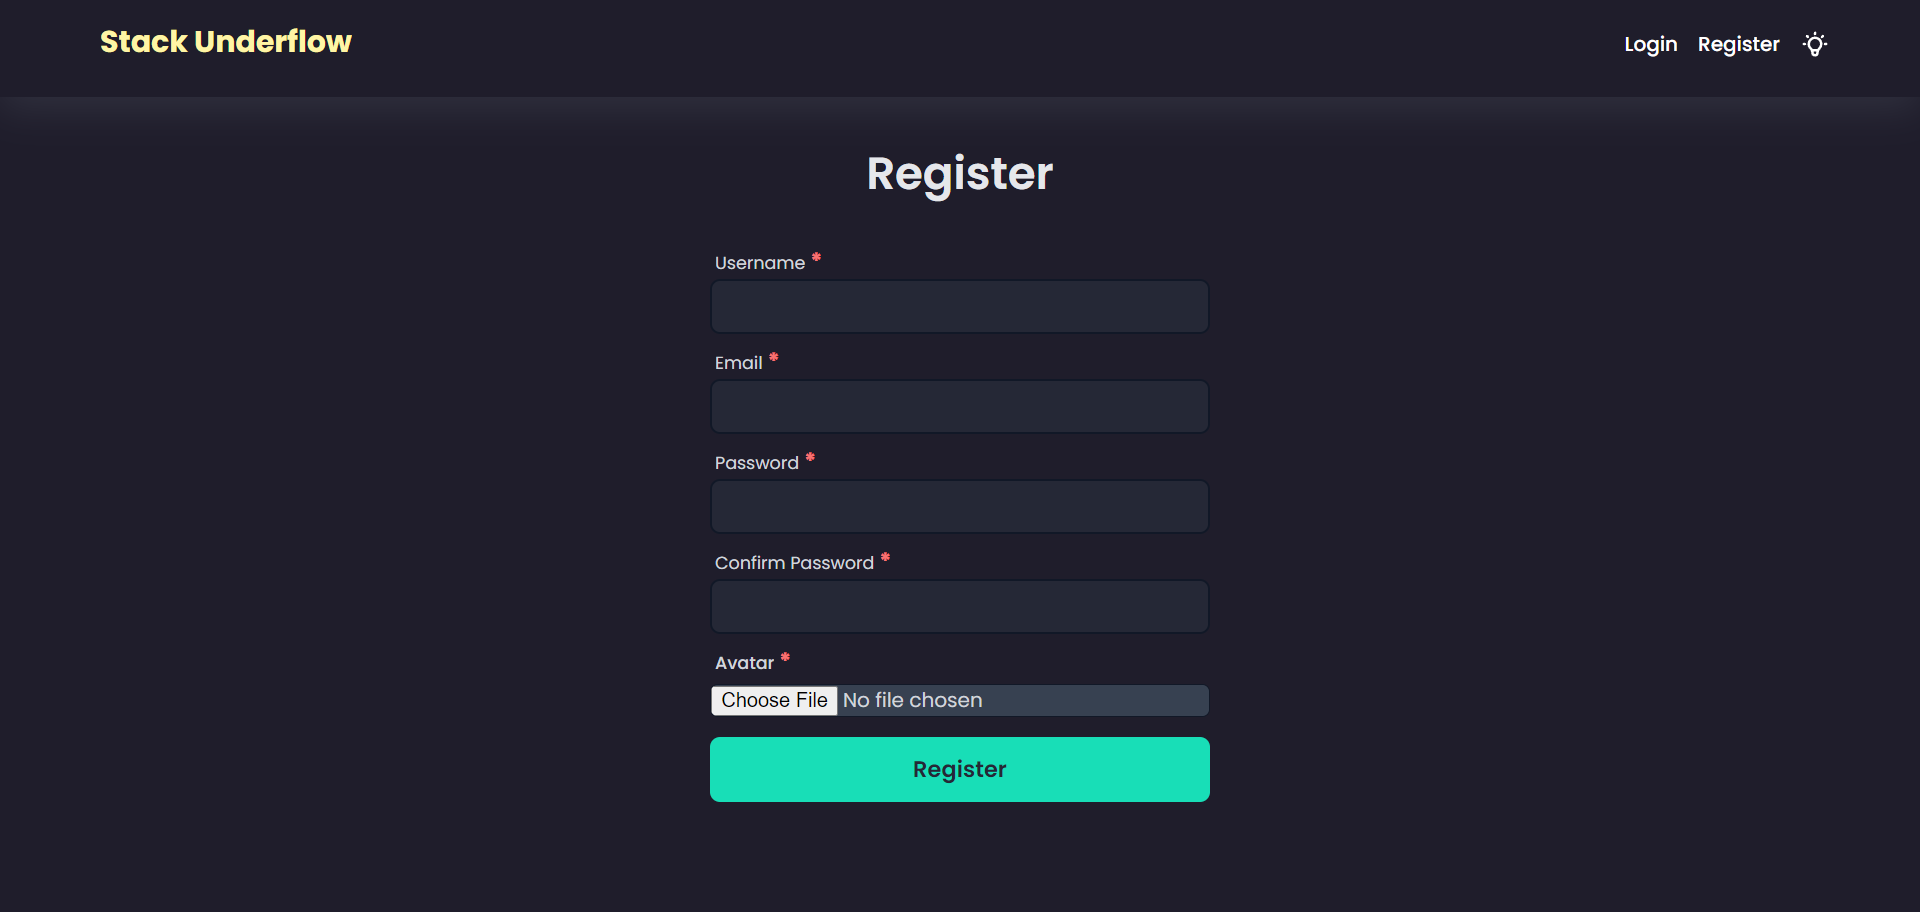 Stack Underflow
Login Register
Register
Username *
Email *
Password *
Confirm Password *
Avatar *
Choose File No file chosen
Register